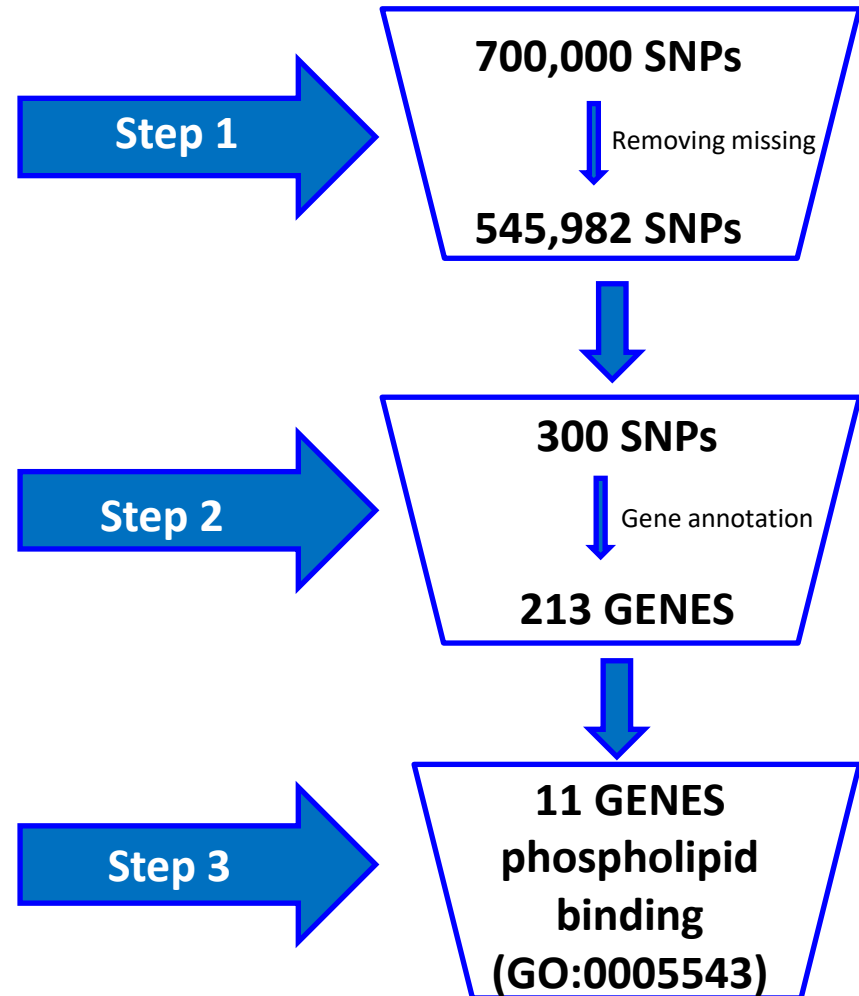 700,000 SNPs
Step 1
Removing missing
545,982 SNPs
300 SNPs
Step 2
Gene annotation
213 GENES
11 GENES
phospholipid
Step 3
binding
(GO:0005543)